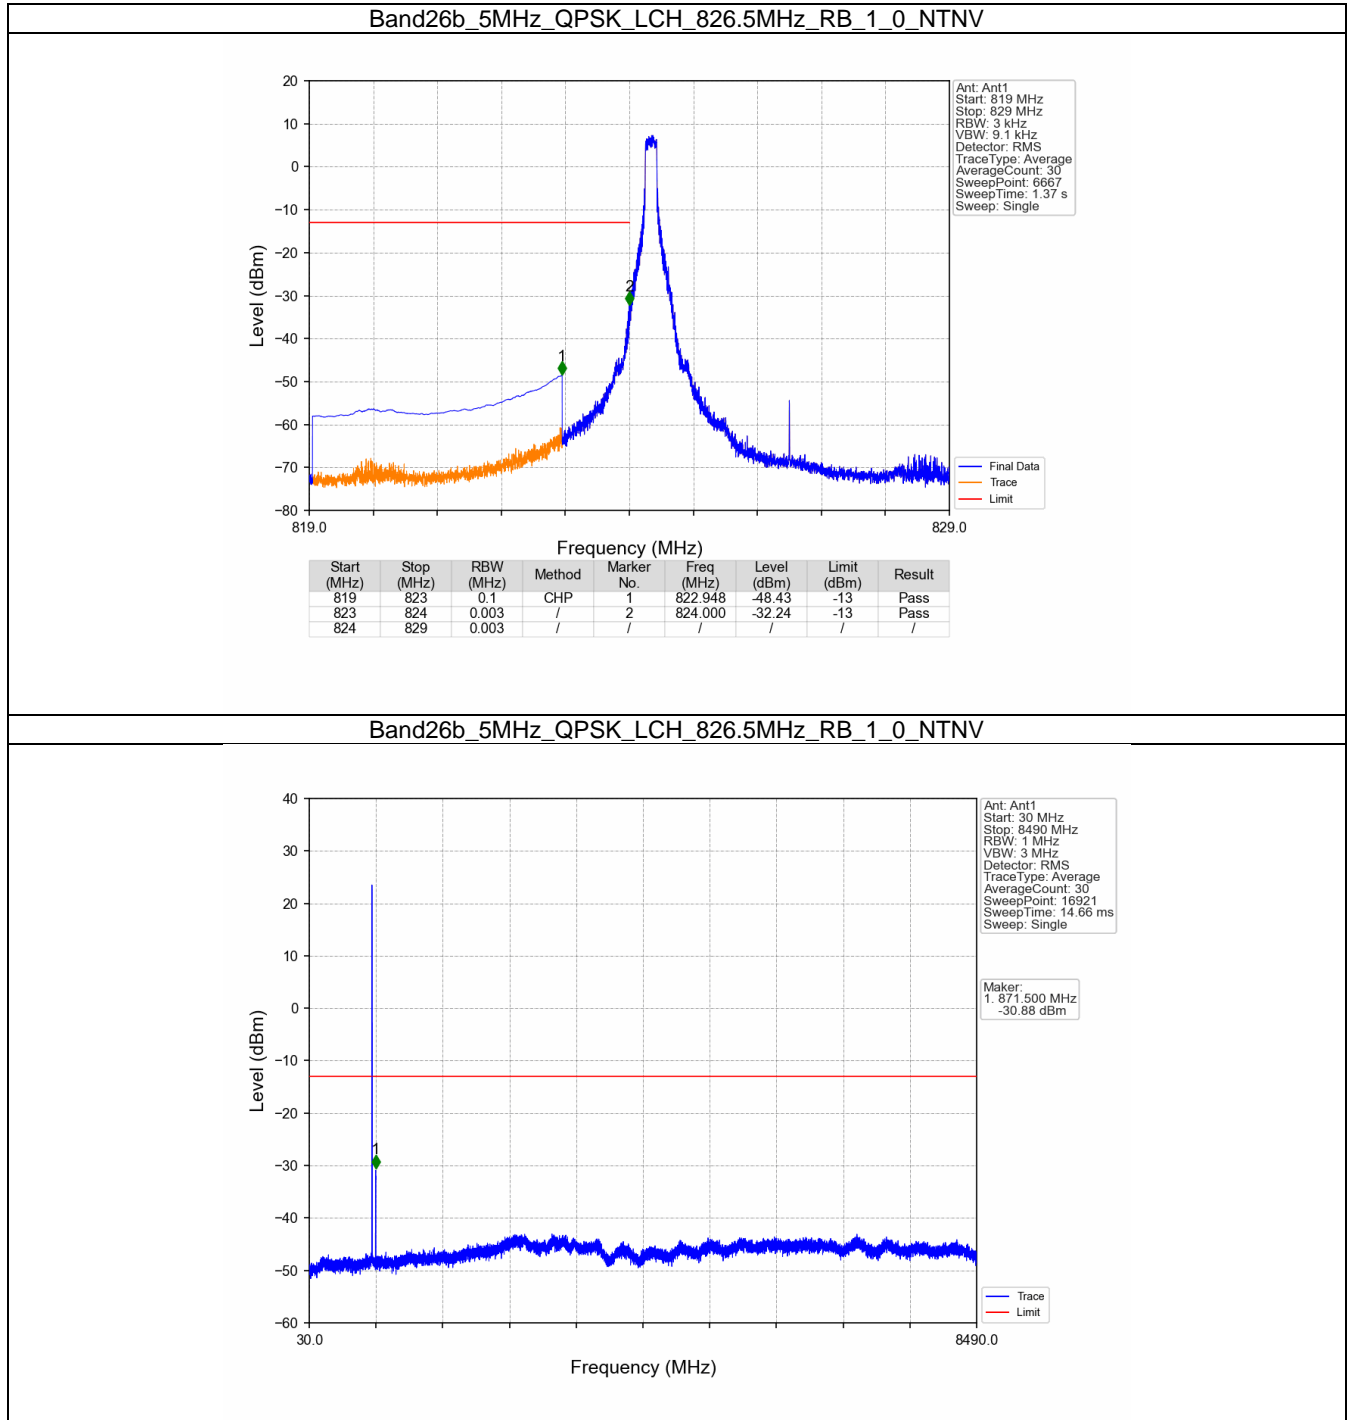 Band26b_5MHz_QPSK_LCH_826.5MHz_RB_1_0_NTNV
20
10
0
−10
−20
−30
−40
−50
−60
−70
−80
Level (dBm)
1
2
819.0
829.0
Frequency (MHz)
Ant: Ant1
Start: 819 MHz
Stop: 829 MHz
RBW: 3 kHz
VBW: 9.1 kHz
Detector: RMS
TraceType: Average
AverageCount: 30
SweepPoint: 6667
SweepTime: 1.37 s
Sweep: Single
Final Data
Trace
Limit
Start (MHz) Stop (MHz) RBW (MHz) Method Marker No. Freq (MHz) Level (dBm) Limit (dBm) Result
819 823 0.1 CHP 1 822.948 -48.43 -13 Pass
823 824 0.003 / 2 824.000 -32.24 -13 Pass
824 829 0.003 / / / / / /
Band26b_5MHz_QPSK_LCH_826.5MHz_RB_1_0_NTNV
40
30
20
10
0
−10
−20
−30
−40
−50
−60
Level (dBm)
1
30.0
8490.0
Frequency (MHz)
Ant: Ant1
Start: 30 MHz
Stop: 8490 MHz
RBW: 1 MHz
VBW: 3 MHz
Detector: RMS
TraceType: Average
AverageCount: 30
SweepPoint: 16921
SweepTime: 14.66 ms
Sweep: Single
Maker:
1. 871.500 MHz
-30.88 dBm
Trace
Limit